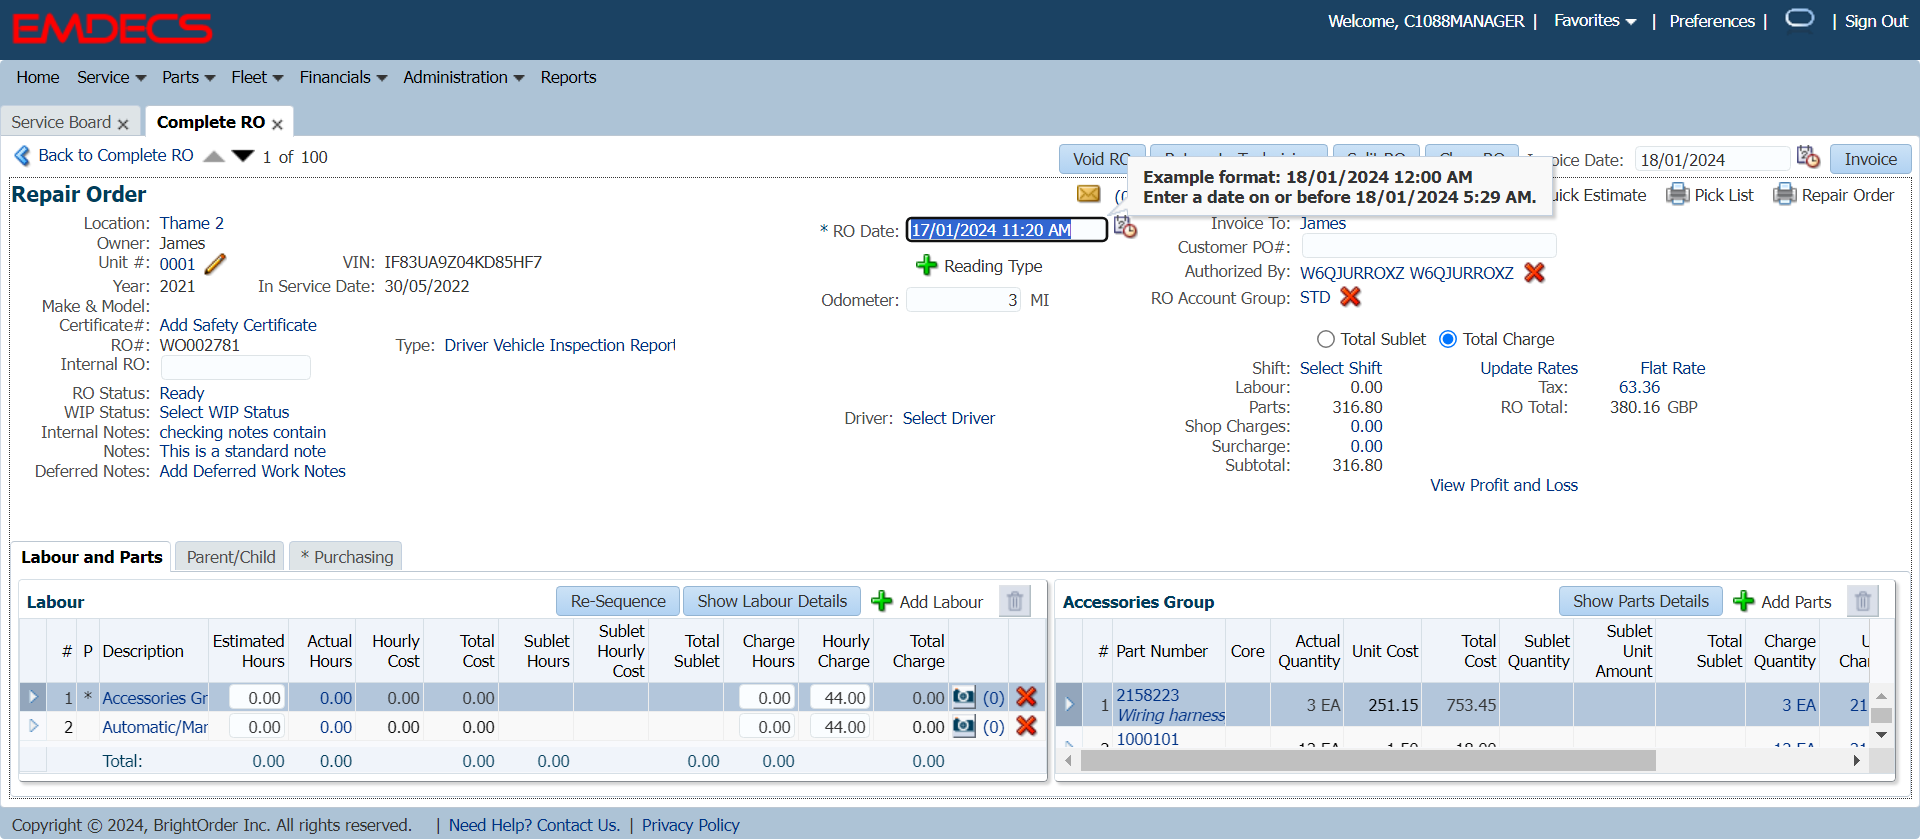 EMDECS
Welcome, C1088MANAGER | Favorites | Preferences | | Sign Out
Home Service Parts Fleet Financials Administration Reports
Service Board Complete RO
Back to Complete RO 1 of 100
Void RO Invoice Date: 18/01/2024 Invoice
Example format: 18/01/2024 12:00 AM
Enter a date on or before 18/01/2024 5:29 AM.
Repair Order
Estimate Pick List Repair Order
Location: Thame 2
Owner: James
Unit #: 0001 VIN: IF83UA9Z04KD85HF7
Year: 2021 In Service Date: 30/05/2022
Make & Model:
Certificate#: Add Safety Certificate
RO#: WO002781 Type: Driver Vehicle Inspection Report
Internal RO:
RO Status: Ready
WIP Status: Select WIP Status
Internal Notes: checking notes contain
Notes: This is a standard note
Deferred Notes: Add Deferred Work Notes
* RO Date: 17/01/2024 11:20 AM
Reading Type
Odometer: 3 MI
Driver: Select Driver
Invoice To: James
Customer PO#:
Authorized By: W6QJURROXZ W6QJURROXZ
RO Account Group: STD
Total Sublet Total Charge
Shift: Select Shift Update Rates Flat Rate
Labour: 0.00 Tax: 63.36
Parts: 316.80 RO Total: 380.16 GBP
Shop Charges: 0.00
Surcharge: 0.00
Subtotal: 316.80
View Profit and Loss
Labour and Parts Parent/Child * Purchasing
Labour Re-Sequence Show Labour Details Add Labour
# P Description Estimated Hours Actual Hours Hourly Cost Total Cost Sublet Hours Sublet Hourly Cost Total Sublet Charge Hours Hourly Charge Total Charge
1 * Accessories Gr 0.00 0.00 0.00 0.00 0.00 44.00 0.00 (0)
2 Automatic/Mar 0.00 0.00 0.00 0.00 0.00 44.00 0.00 (0)
Total: 0.00 0.00 0.00 0.00 0.00 0.00 0.00
Accessories Group Show Parts Details Add Parts
# Part Number Core Actual Quantity Unit Cost Total Cost Sublet Quantity Sublet Unit Amount Total Sublet Charge Quantity U Char
1 2158223 3 EA 251.15 753.45 3 EA 21
Wiring harness
1000101
Copyright © 2024, BrightOrder Inc. All rights reserved. | Need Help? Contact Us. | Privacy Policy